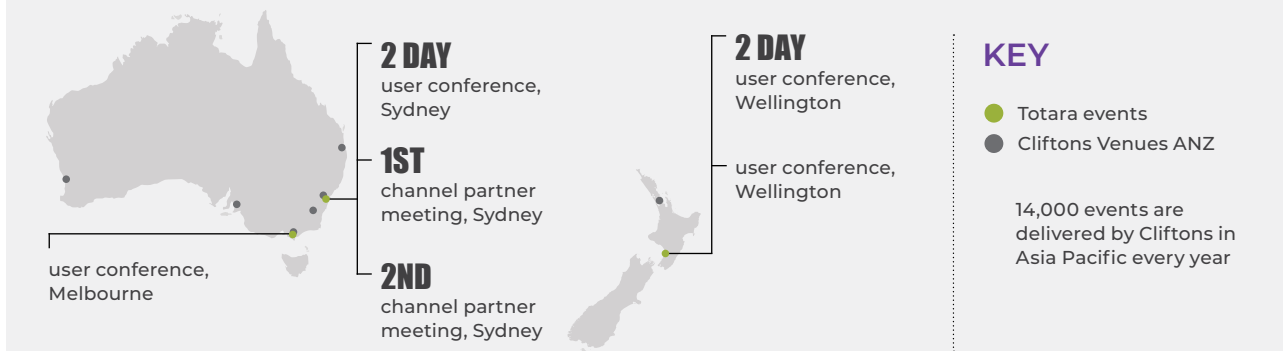 2 DAY
user conference,
Sydney
1ST
channel partner
meeting, Sydney
2ND
channel partner
meeting, Sydney
user conference,
Melbourne
2 DAY
user conference,
Wellington
user conference,
Wellington
KEY
Totara events
Cliftons Venues ANZ
14,000 events are
delivered by Cliftons in
Asia Pacific every year